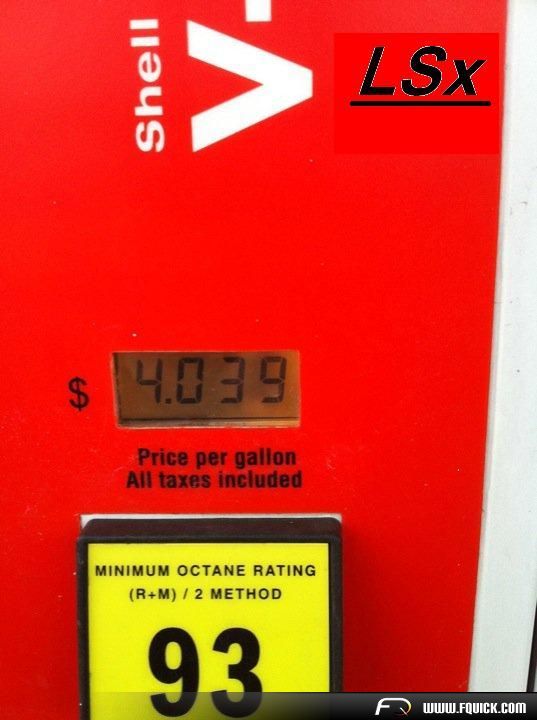 Shell
V-
LSx
$ 4.039
Price per gallon
All taxes included
MINIMUM OCTANE RATING
(R+M) / 2 METHOD
93
WWW.FQUICK.COM